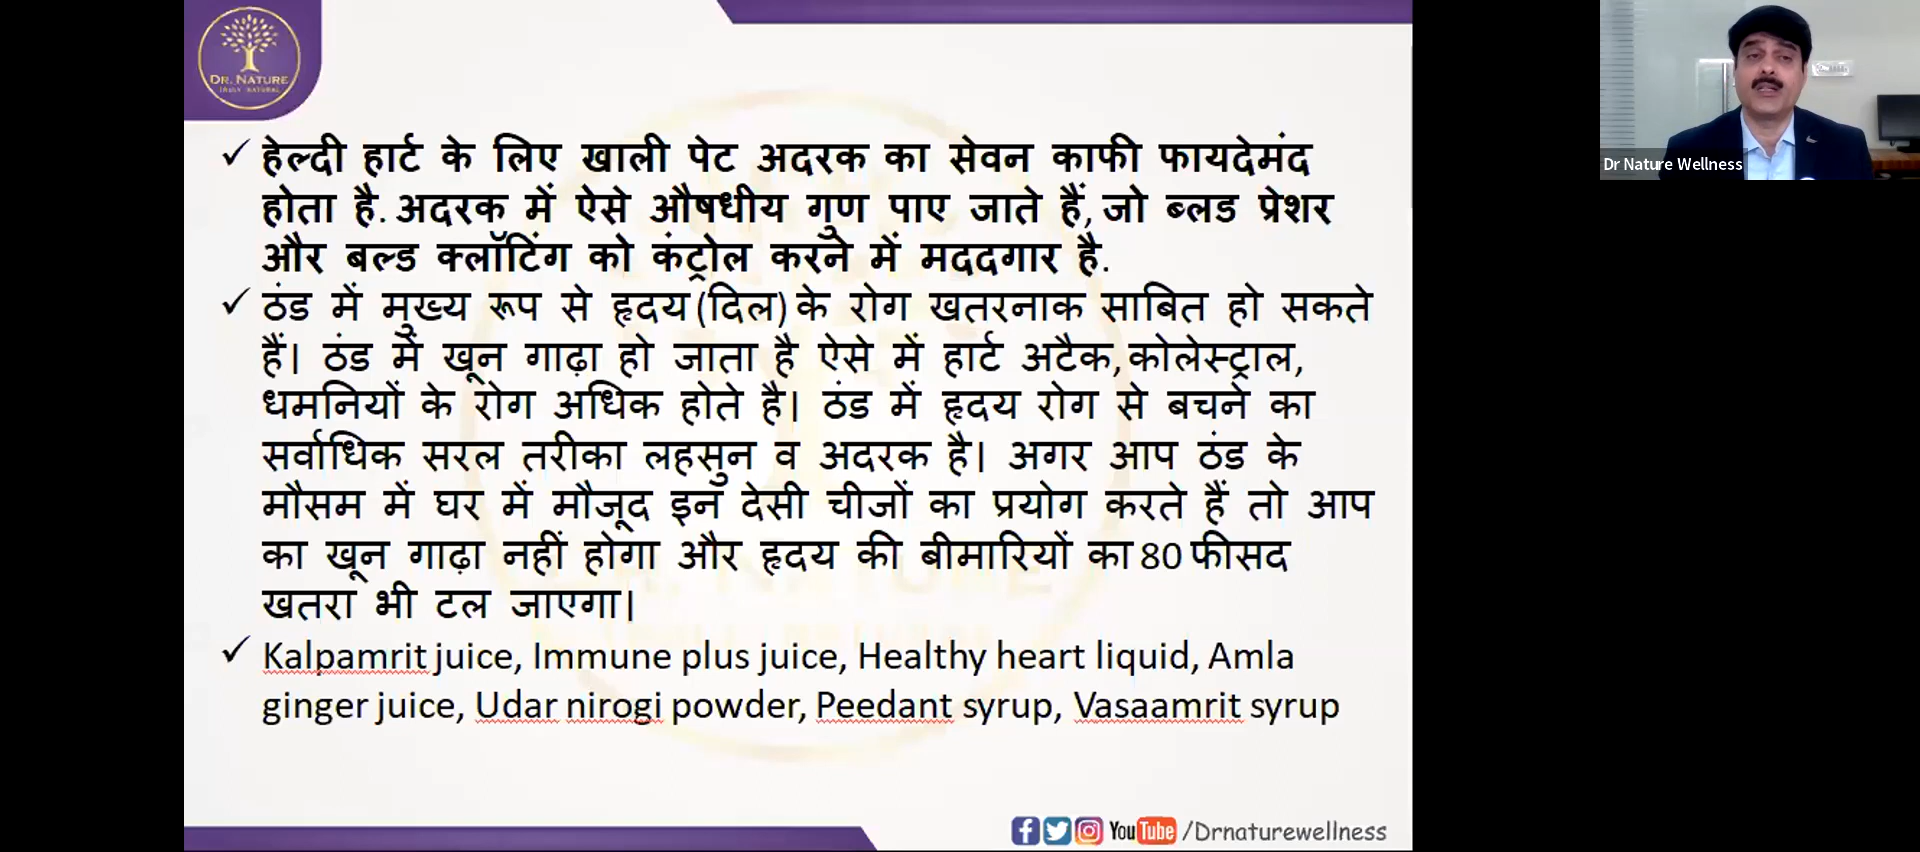 DR. NATURE
TRULY NATURAL
हेल्दी हार्ट के लिए खाली पेट अदरक का सेवन काफी फायदेमंद
होता है. अदरक में ऐसे औषधीय गुण पाए जाते हैं, जो ब्लड प्रेशर
और बल्ड क्लॉटिंग को कंट्रोल करने में मददगार है.
ठंड में मुख्य रूप से हृदय (दिल) के रोग खतरनाक साबित हो सकते
हैं। ठंड में खून गाढ़ा हो जाता है ऐसे में हार्ट अटैक, कोलेस्ट्राल,
धमनियों के रोग अधिक होते है। ठंड में हृदय रोग से बचने का
सर्वाधिक सरल तरीका लहसुन व अदरक है। अगर आप ठंड के
मौसम में घर में मौजूद इन देसी चीजों का प्रयोग करते हैं तो आप
का खून गाढ़ा नहीं होगा और हृदय की बीमारियों का 80 फीसद
खतरा भी टल जाएगा।
Kalpamrit juice, Immune plus juice, Healthy heart liquid, Amla
ginger juice, Udar nirogi powder, Peedant syrup, Vasaamrit syrup
YouTube /Drnaturewellness
Dr Nature Wellness